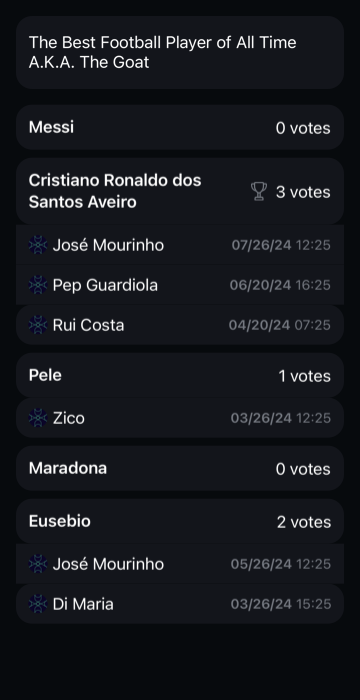 The Best Football Player of All Time
A.K.A. The Goat
Messi 0 votes
Cristiano Ronaldo dos
Santos Aveiro 3 votes
José Mourinho 07/26/24 12:25
Pep Guardiola 06/20/24 16:25
Rui Costa 04/20/24 07:25
Pele 1 votes
Zico 03/26/24 12:25
Maradona 0 votes
Eusebio 2 votes
José Mourinho 05/26/24 12:25
Di Maria 03/26/24 15:25